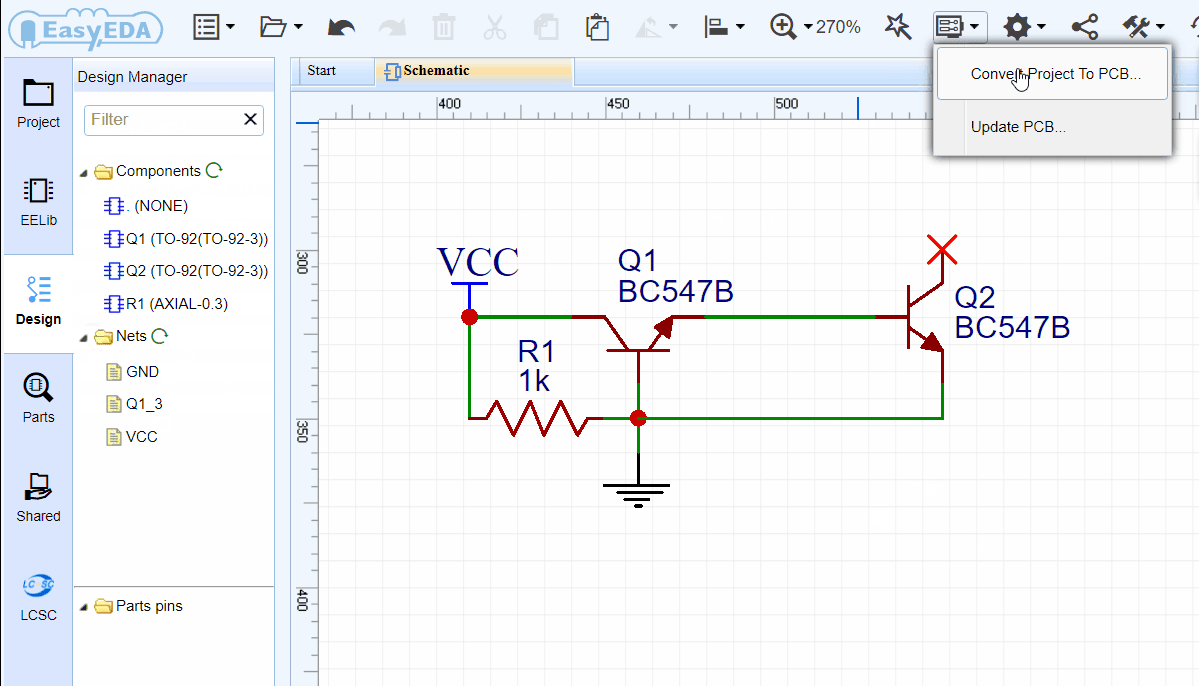 EasyEDA
270%
Design Manager
Start
Schematic
Convert Project To PCB...
Update PCB...
Project
EELib
Design
Parts
Shared
LCSC
LCSC
Filter
Components
. (NONE)
Q1 (TO-92(TO-92-3))
Q2 (TO-92(TO-92-3))
R1 (AXIAL-0.3)
Nets
GND
Q1_3
VCC
Parts pins
400
450
500
300
350
400
VCC
Q1
BC547B
R1
1k
Q2
BC547B